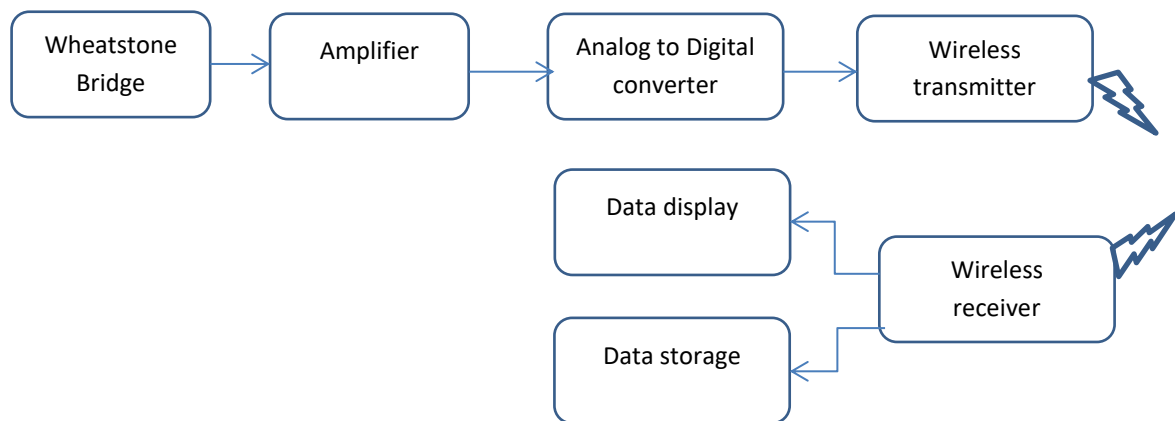 Wheatstone
Bridge
Amplifier
Analog to Digital
converter
Wireless
transmitter
Data display
Wireless
receiver
Data storage